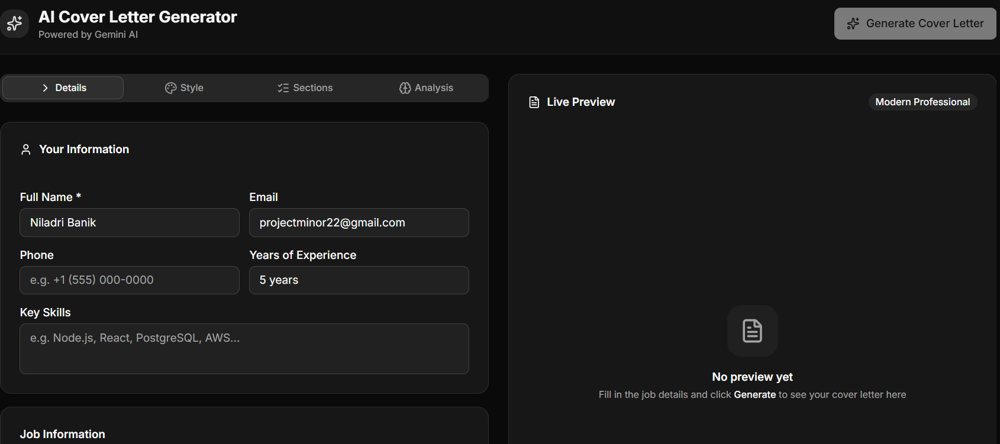 AI Cover Letter Generator
Powered by Gemini AI
Generate Cover Letter
Details
Style
Sections
Analysis
Your Information
Full Name *
Email
Niladri Banik
projectminor22@gmail.com
Phone
Years of Experience
e.g. +1 (555) 000-0000
5 years
Key Skills
e.g. Node.js, React, PostgreSQL, AWS...
Job Information
Live Preview
Modern Professional
No preview yet
Fill in the job details and click Generate to see your cover letter here